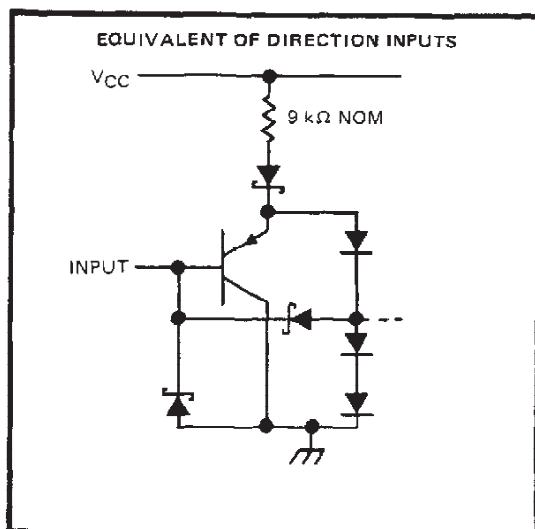 EQUIVALENT OF DIRECTION INPUTS
VCC
9 kΩ NOM
INPUT